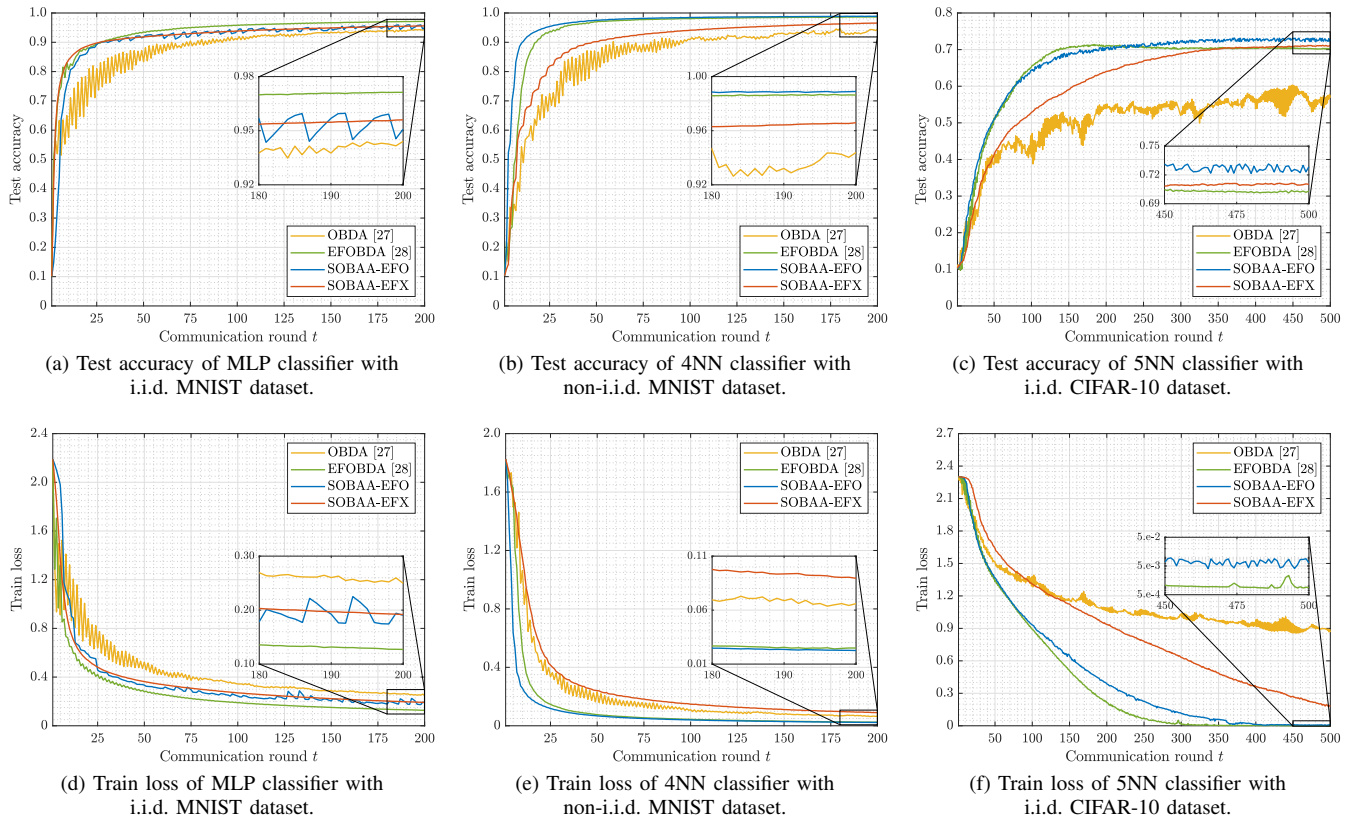 1.0
0.9
0.8
0.7
0.6
0.5
0.4
0.3
0.2
0.1
0
Test accuracy
0.98
0.95
0.92
180 190 200
OBDA [27]
EFOBDA [28]
SOBAA-EFO
SOBAA-EFX
25 50 75 100 125 150 175 200
Communication round t
(a) Test accuracy of MLP classifier with
i.i.d. MNIST dataset.
1.0
0.9
0.8
0.7
0.6
0.5
0.4
0.3
0.2
0.1
0
Test accuracy
1.00
0.96
0.92
180 190 200
OBDA [27]
EFOBDA [28]
SOBAA-EFO
SOBAA-EFX
25 50 75 100 125 150 175 200
Communication round t
(b) Test accuracy of 4NN classifier with
non-i.i.d. MNIST dataset.
0.8
0.7
0.6
0.5
0.4
0.3
0.2
0.1
0
Test accuracy
0.75
0.72
0.69
450 475 500
OBDA [27]
EFOBDA [28]
SOBAA-EFO
SOBAA-EFX
50 100 150 200 250 300 350 400 450 500
Communication round t
(c) Test accuracy of 5NN classifier with
i.i.d. CIFAR-10 dataset.
2.4
2.0
1.6
1.2
0.8
0.4
0
Train loss
OBDA [27]
EFOBDA [28]
SOBAA-EFO
SOBAA-EFX
0.30
0.20
0.10
180 190 200
25 50 75 100 125 150 175 200
Communication round t
(d) Train loss of MLP classifier with
i.i.d. MNIST dataset.
2.0
1.6
1.2
0.8
0.4
0
Train loss
OBDA [27]
EFOBDA [28]
SOBAA-EFO
SOBAA-EFX
0.11
0.06
0.01
180 190 200
25 50 75 100 125 150 175 200
Communication round t
(e) Train loss of 4NN classifier with
non-i.i.d. MNIST dataset.
2.7
2.4
2.1
1.8
1.5
1.2
0.9
0.6
0.3
0
Train loss
OBDA [27]
EFOBDA [28]
SOBAA-EFO
SOBAA-EFX
5.e-2
5.e-3
5.e-4
450 475 500
50 100 150 200 250 300 350 400 450 500
Communication round t
(f) Train loss of 5NN classifier with
i.i.d. CIFAR-10 dataset.